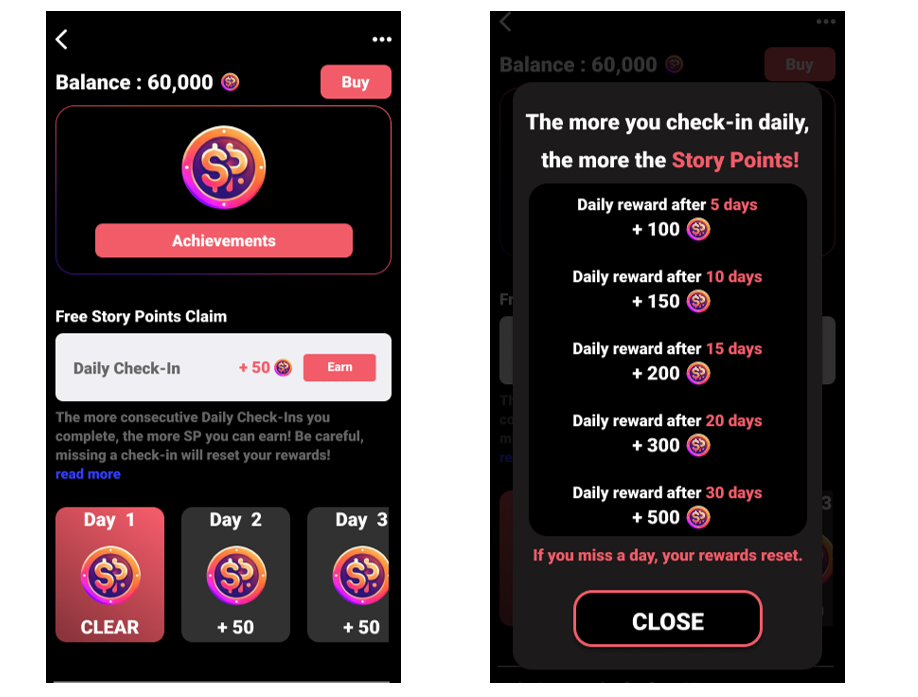 Balance : 60,000
Buy
Achievements
Free Story Points Claim
Daily Check-In
+ 50
Earn
The more consecutive Daily Check-Ins you
complete, the more SP you can earn! Be careful,
missing a check-in will reset your rewards!
read more
Day 1
CLEAR
Day 2
+ 50
Day 3
+ 50
Balance : 60,000
Buy
The more you check-in daily,
the more the Story Points!
Daily reward after 5 days
+ 100
Daily reward after 10 days
+ 150
Daily reward after 15 days
+ 200
Daily reward after 20 days
+ 300
Daily reward after 30 days
+ 500
If you miss a day, your rewards reset.
CLOSE